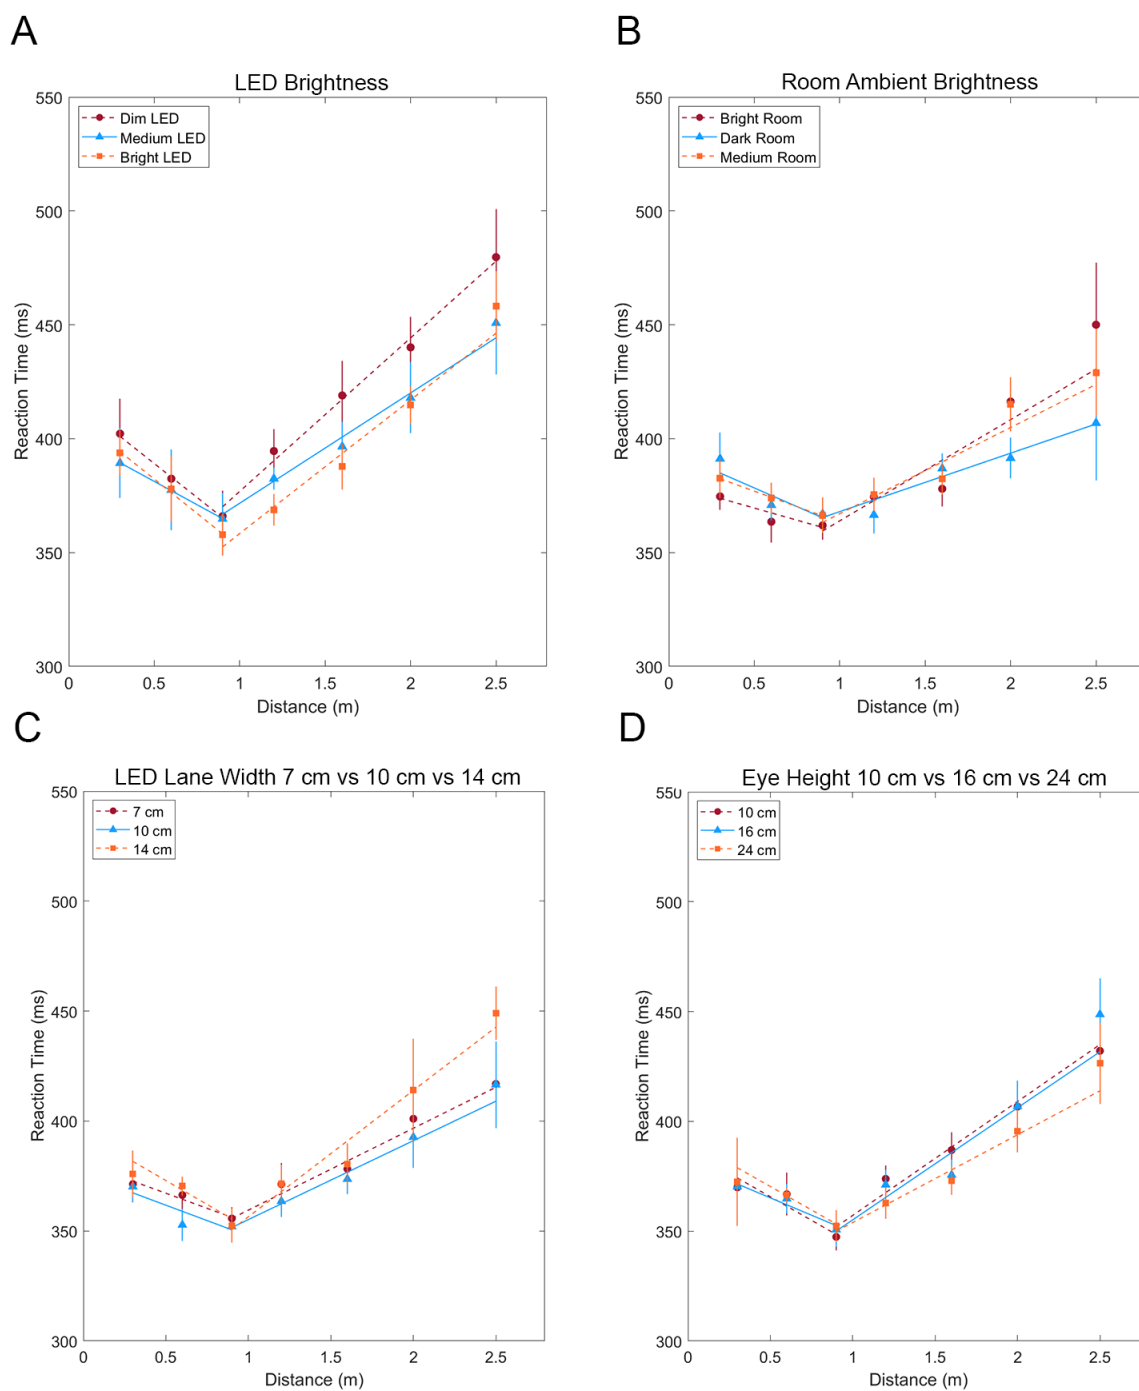 A
LED Brightness
550
500
450
400
350
300
Reaction Time (ms)
Dim LED
Medium LED
Bright LED
0 0.5 1 1.5 2 2.5
Distance (m)
B
Room Ambient Brightness
550
500
450
400
350
300
Reaction Time (ms)
Bright Room
Dark Room
Medium Room
0 0.5 1 1.5 2 2.5
Distance (m)
C
LED Lane Width 7 cm vs 10 cm vs 14 cm
550
500
450
400
350
300
Reaction Time (ms)
7 cm
10 cm
14 cm
0 0.5 1 1.5 2 2.5
Distance (m)
D
Eye Height 10 cm vs 16 cm vs 24 cm
550
500
450
400
350
300
Reaction Time (ms)
10 cm
16 cm
24 cm
0 0.5 1 1.5 2 2.5
Distance (m)